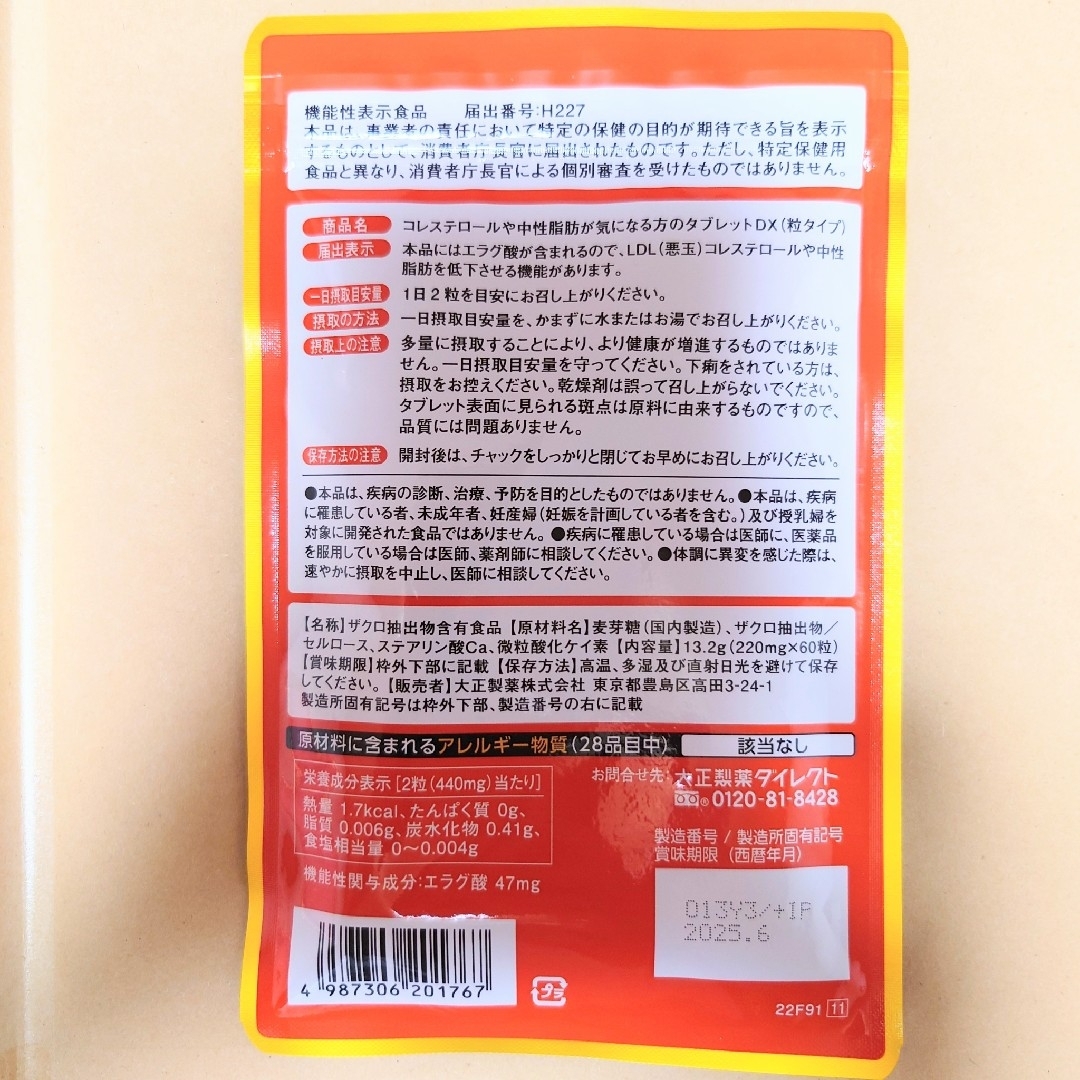 機能性表示食品 届出番号:H227
本品は、事業者の責任において特定の保健の目的が期待できる旨を表示
するものとして、消費者庁長官に届出されたものです。ただし、特定保健用
食品と異なり、消費者庁長官による個別審査を受けたものではありません。
商品名 コレステロールや中性脂肪が気になる方のタブレットDX(粒タイプ)
届出表示 本品にはエラグ酸が含まれるので、LDL(悪玉)コレステロールや中性
脂肪を低下させる機能があります。
一日摂取目安量 1日2粒を目安にお召し上がりください。
摂取の方法 一日摂取目安量を、かまずに水またはお湯でお召し上がりください。
摂取上の注意 多量に摂取することにより、より健康が増進するものではありま
せん。一日摂取目安量を守ってください。下痢をされている方は、
摂取をお控えください。乾燥剤は誤って召し上がらないでください。
タブレット表面に見られる斑点は原料に由来するものですので、
品質には問題ありません。
保存方法の注意 開封後は、チャックをしっかりと閉じてお早めにお召し上がりください。
●本品は、疾病の診断、治療、予防を目的としたものではありません。●本品は、疾病
に罹患している者、未成年者、妊産婦(妊娠を計画している者を含む。)及び授乳婦を
対象に開発された食品ではありません。●疾病に罹患している場合は医師に、医薬品
を服用している場合は医師、薬剤師に相談してください。●体調に異変を感じた際は、
速やかに摂取を中止し、医師に相談してください。
【名称】ザクロ抽出物含有食品【原材料名】麦芽糖(国内製造)、ザクロ抽出物/
セルロース、ステアリン酸Ca、微粒酸化ケイ素【内容量】13.2g(220mg×60粒)
【賞味期限】枠外下部に記載【保存方法】高温、多湿及び直射日光を避けて保存
してください。【販売者】大正製薬株式会社 東京都豊島区高田3-24-1
製造所固有記号は枠外下部、製造番号の右に記載
原材料に含まれるアレルギー物質(28品目中) 該当なし
栄養成分表示[2粒(440mg)当たり]
熱量 1.7kcal、たんぱく質 0g、
脂質 0.006g、炭水化物 0.41g、
食塩相当量 0~0.004g
機能性関与成分:エラグ酸 47mg
お問合せ先:大正製薬ダイレクト
0120-81-8428
製造番号/製造所固有記号
賞味期限(西暦年月)
013Y3/+IP
2025.6
4 987306 201767
プラ
22F91 11